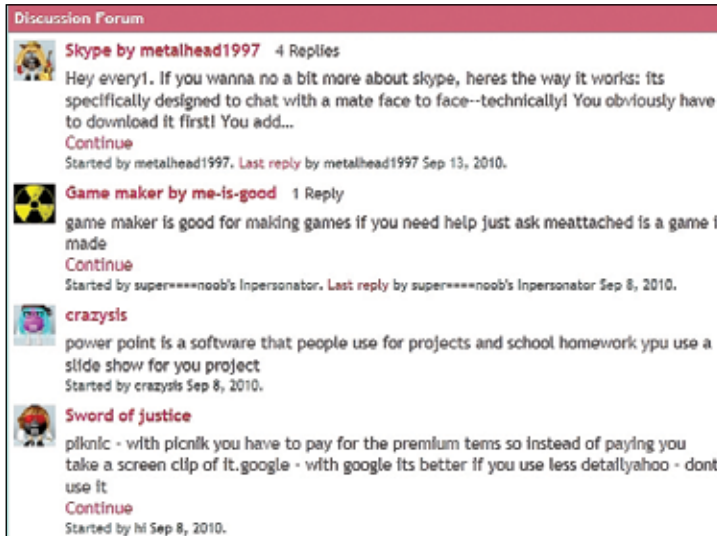 Discussion Forum
Skype by metalhead1997 4 Replies
Hey every1. If you wanna no a bit more about skype, heres the way it works: its
specifically designed to chat with a mate face to face--technically! You obviously have
to download it first! You add...
Continue
Started by metalhead1997. Last reply by metalhead1997 Sep 13, 2010.
Game maker by me-is-good 1 Reply
game maker is good for making games if you need help just ask meattached is a game i
made
Continue
Started by super****noob's Inpersonator. Last reply by super****noob's Inpersonator Sep 8, 2010.
crazysis
power point is a software that people use for projects and school homework ypu use a
slide show for you project
Started by crazysis Sep 8, 2010.
Sword of justice
piknic - with picnik you have to pay for the premium tems so instead of paying you
take a screen clip of it.google - with google its better if you use less detailyahoo - dont
use it
Continue
Started by hi Sep 8, 2010.